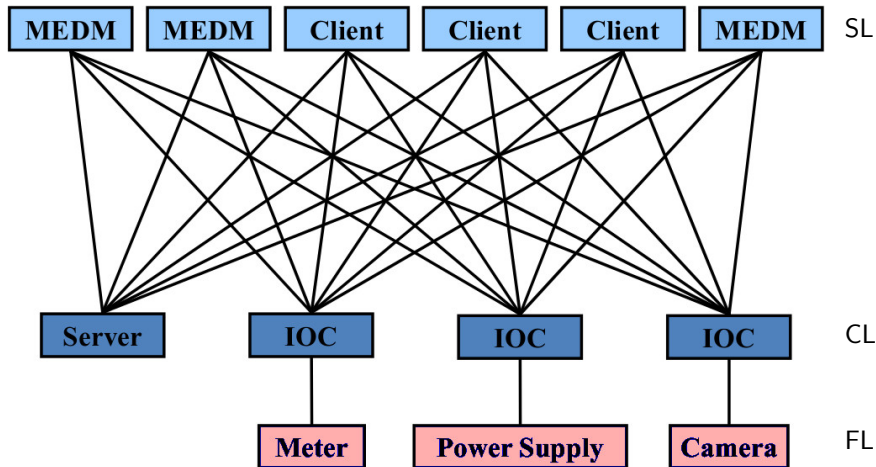 MEDM MEDM Client Client Client MEDM SL
Server IOC IOC IOC CL
Meter Power Supply Camera FL